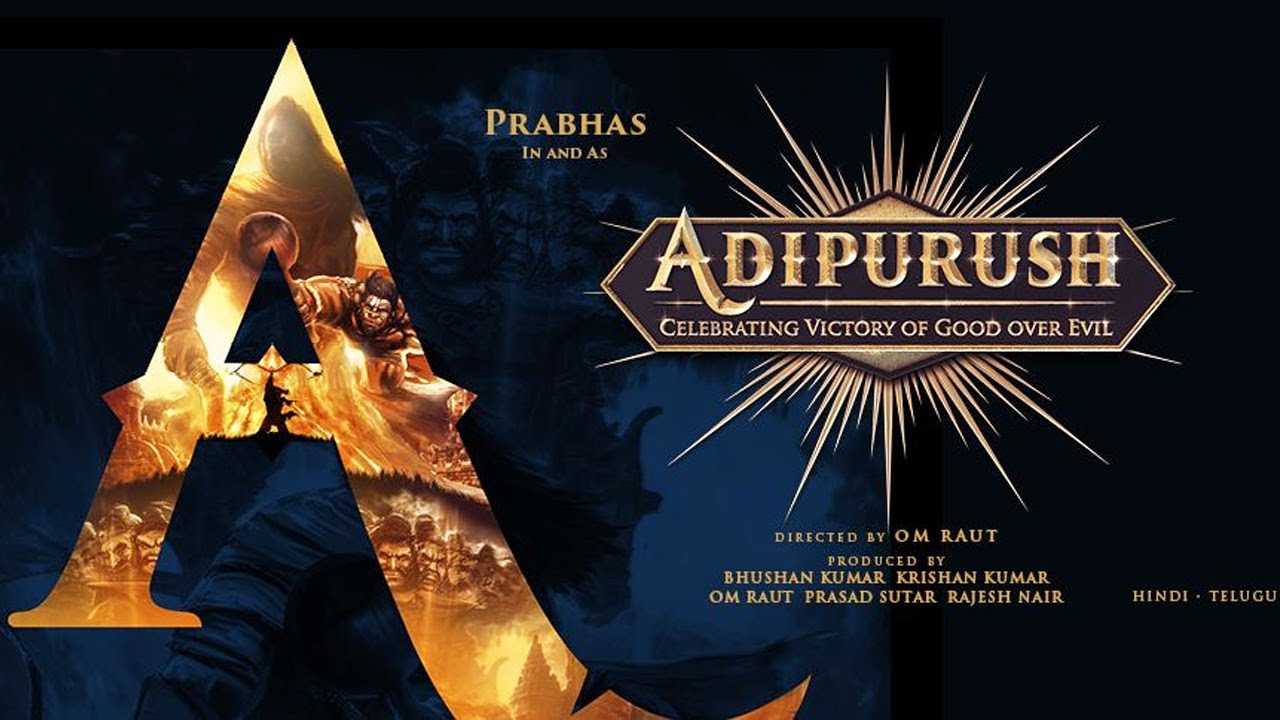 PRABHAS
IN AND AS
ADIPURUSH
CELEBRATING VICTORY OF GOOD OVER EVIL
DIRECTED BY OM RAUT
PRODUCED BY
BHUSHAN KUMAR KRISHAN KUMAR
OM RAUT PRASAD SUTAR RAJESH NAIR
HINDI • TELUGU